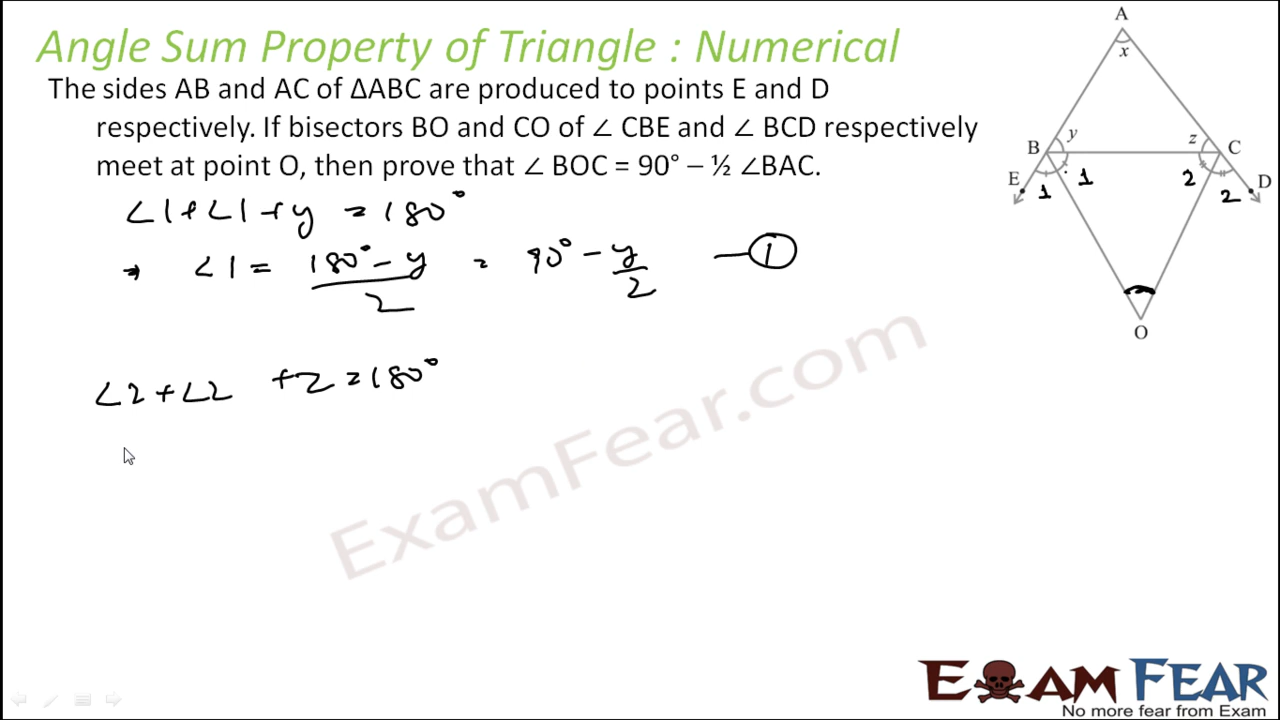 Angle Sum Property of Triangle : Numerical
The sides AB and AC of ΔABC are produced to points E and D
respectively. If bisectors BO and CO of ∠ CBE and ∠ BCD respectively
meet at point O, then prove that ∠ BOC = 90° – ½ ∠BAC.
∠1+∠1+y = 180°
⇒ ∠1 = (180° - y)/2 = 90° - y/2 —①
∠2+∠2 +z = 180°
A
x
B y z C
E 1 1 2 2 D
O
ExamFear.com
EXAM FEAR
No more fear from Exam